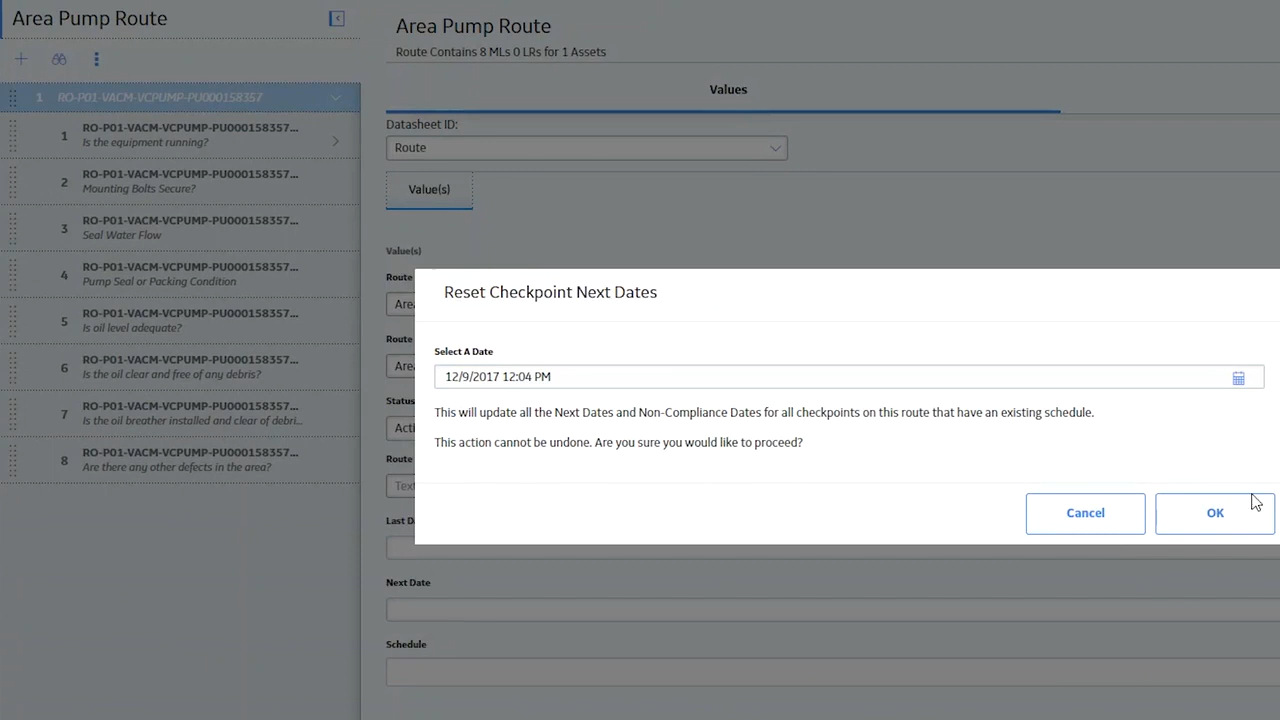 Area Pump Route
1 RO-P01-VACM-VCPUMP-PU000158357
1 RO-P01-VACM-VCPUMP-PU000158357...
Is the equipment running?
2 RO-P01-VACM-VCPUMP-PU000158357...
Mounting Bolts Secure?
3 RO-P01-VACM-VCPUMP-PU000158357...
Seal Water Flow
4 RO-P01-VACM-VCPUMP-PU000158357...
Pump Seal or Packing Condition
5 RO-P01-VACM-VCPUMP-PU000158357...
Is oil level adequate?
6 RO-P01-VACM-VCPUMP-PU000158357...
Is the oil clear and free of any debris?
7 RO-P01-VACM-VCPUMP-PU000158357...
Is the oil breather installed and clear of debri...
8 RO-P01-VACM-VCPUMP-PU000158357...
Are there any other defects in the area?
Area Pump Route
Route Contains 8 MLs 0 LRs for 1 Assets
Values
Datasheet ID:
Route
Value(s)
Value(s)
Route
Area
Route
Area
Status
Acti
Route
Text
Last Da
Next Date
Schedule
Reset Checkpoint Next Dates
Select A Date
12/9/2017 12:04 PM
This will update all the Next Dates and Non-Compliance Dates for all checkpoints on this route that have an existing schedule.
This action cannot be undone. Are you sure you would like to proceed?
Cancel
OK